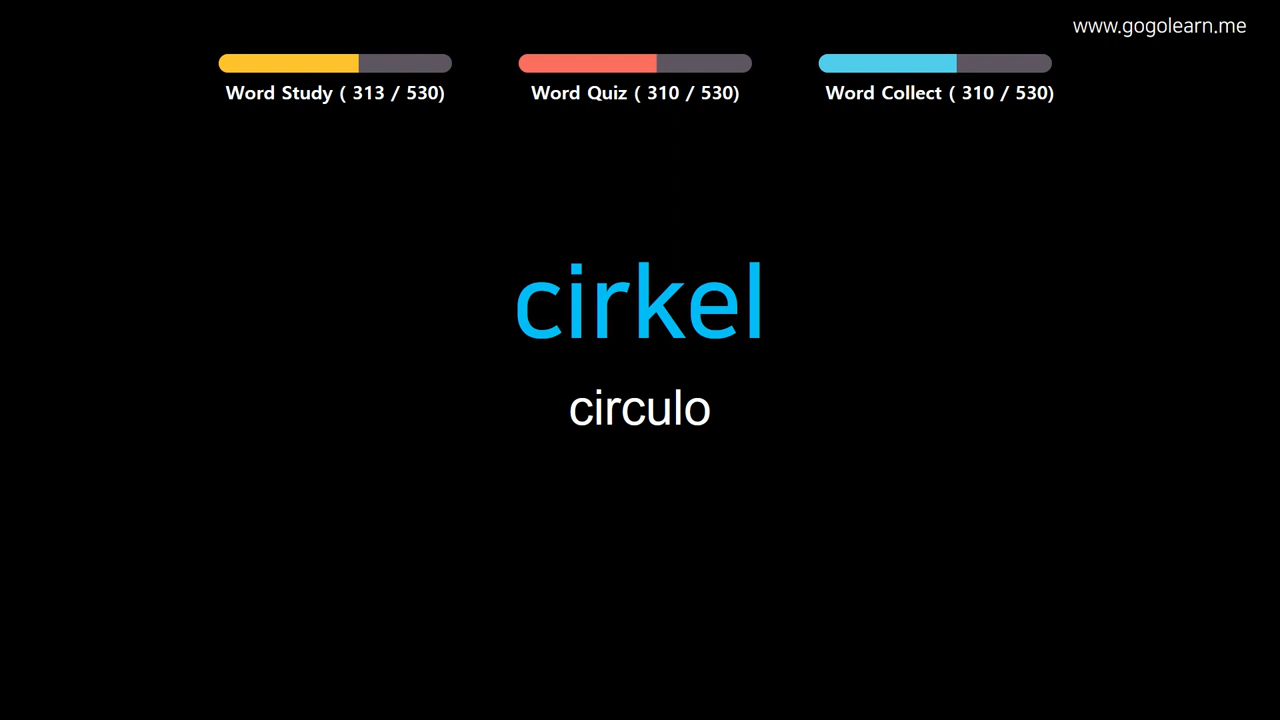 www.gogolearn.me
Word Study ( 313 / 530)
Word Quiz ( 310 / 530)
Word Collect ( 310 / 530)
cirkel
circulo